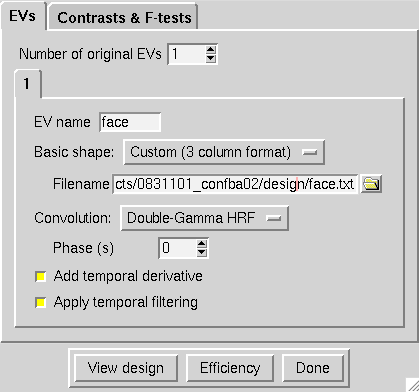 EVs Contrasts & F-tests
Number of original EVs 1
1
EV name face
Basic shape: Custom (3 column format)
Filename cts/0831101_confba02/design/face.txt
Convolution: Double-Gamma HRF
Phase (s) 0
Add temporal derivative
Apply temporal filtering
View design Efficiency Done